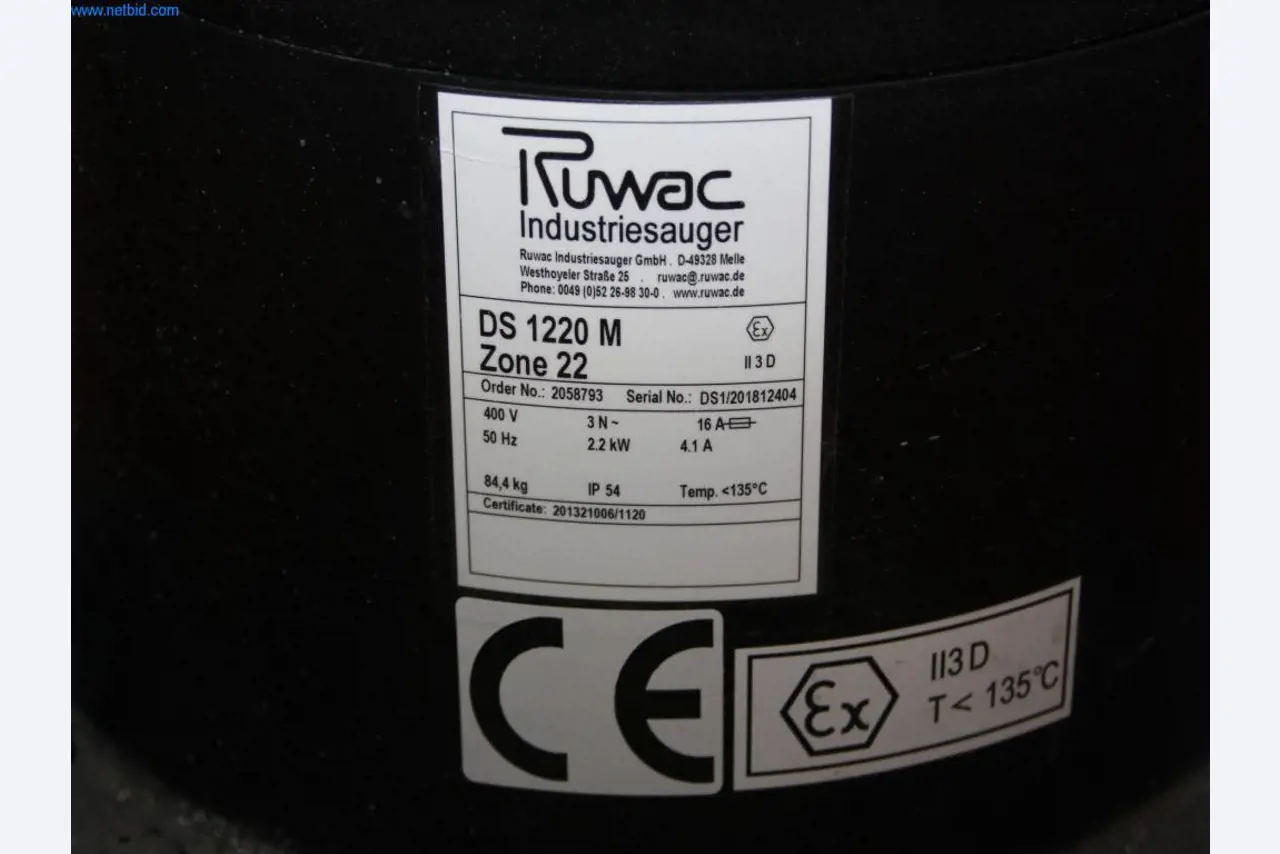 www.netbid.com
Ruwac
Industriesauger
Ruwac Industriesauger GmbH . D-49328 Melle
Westhoyeler Straße 25 . ruwac@.ruwac.de
Phone: 0049 (0)52 26-98 30-0 . www.ruwac.de
DS 1220 M Ex
Zone 22 II 3 D
Order No.: 2058793 Serial No.: DS1/201812404
400 V 3 N ~ 16 A
50 Hz 2.2 kW 4.1 A
84,4 kg IP 54 Temp. <135°C
Certificate: 201321006/1120
CE
Ex II3 D
T < 135°C